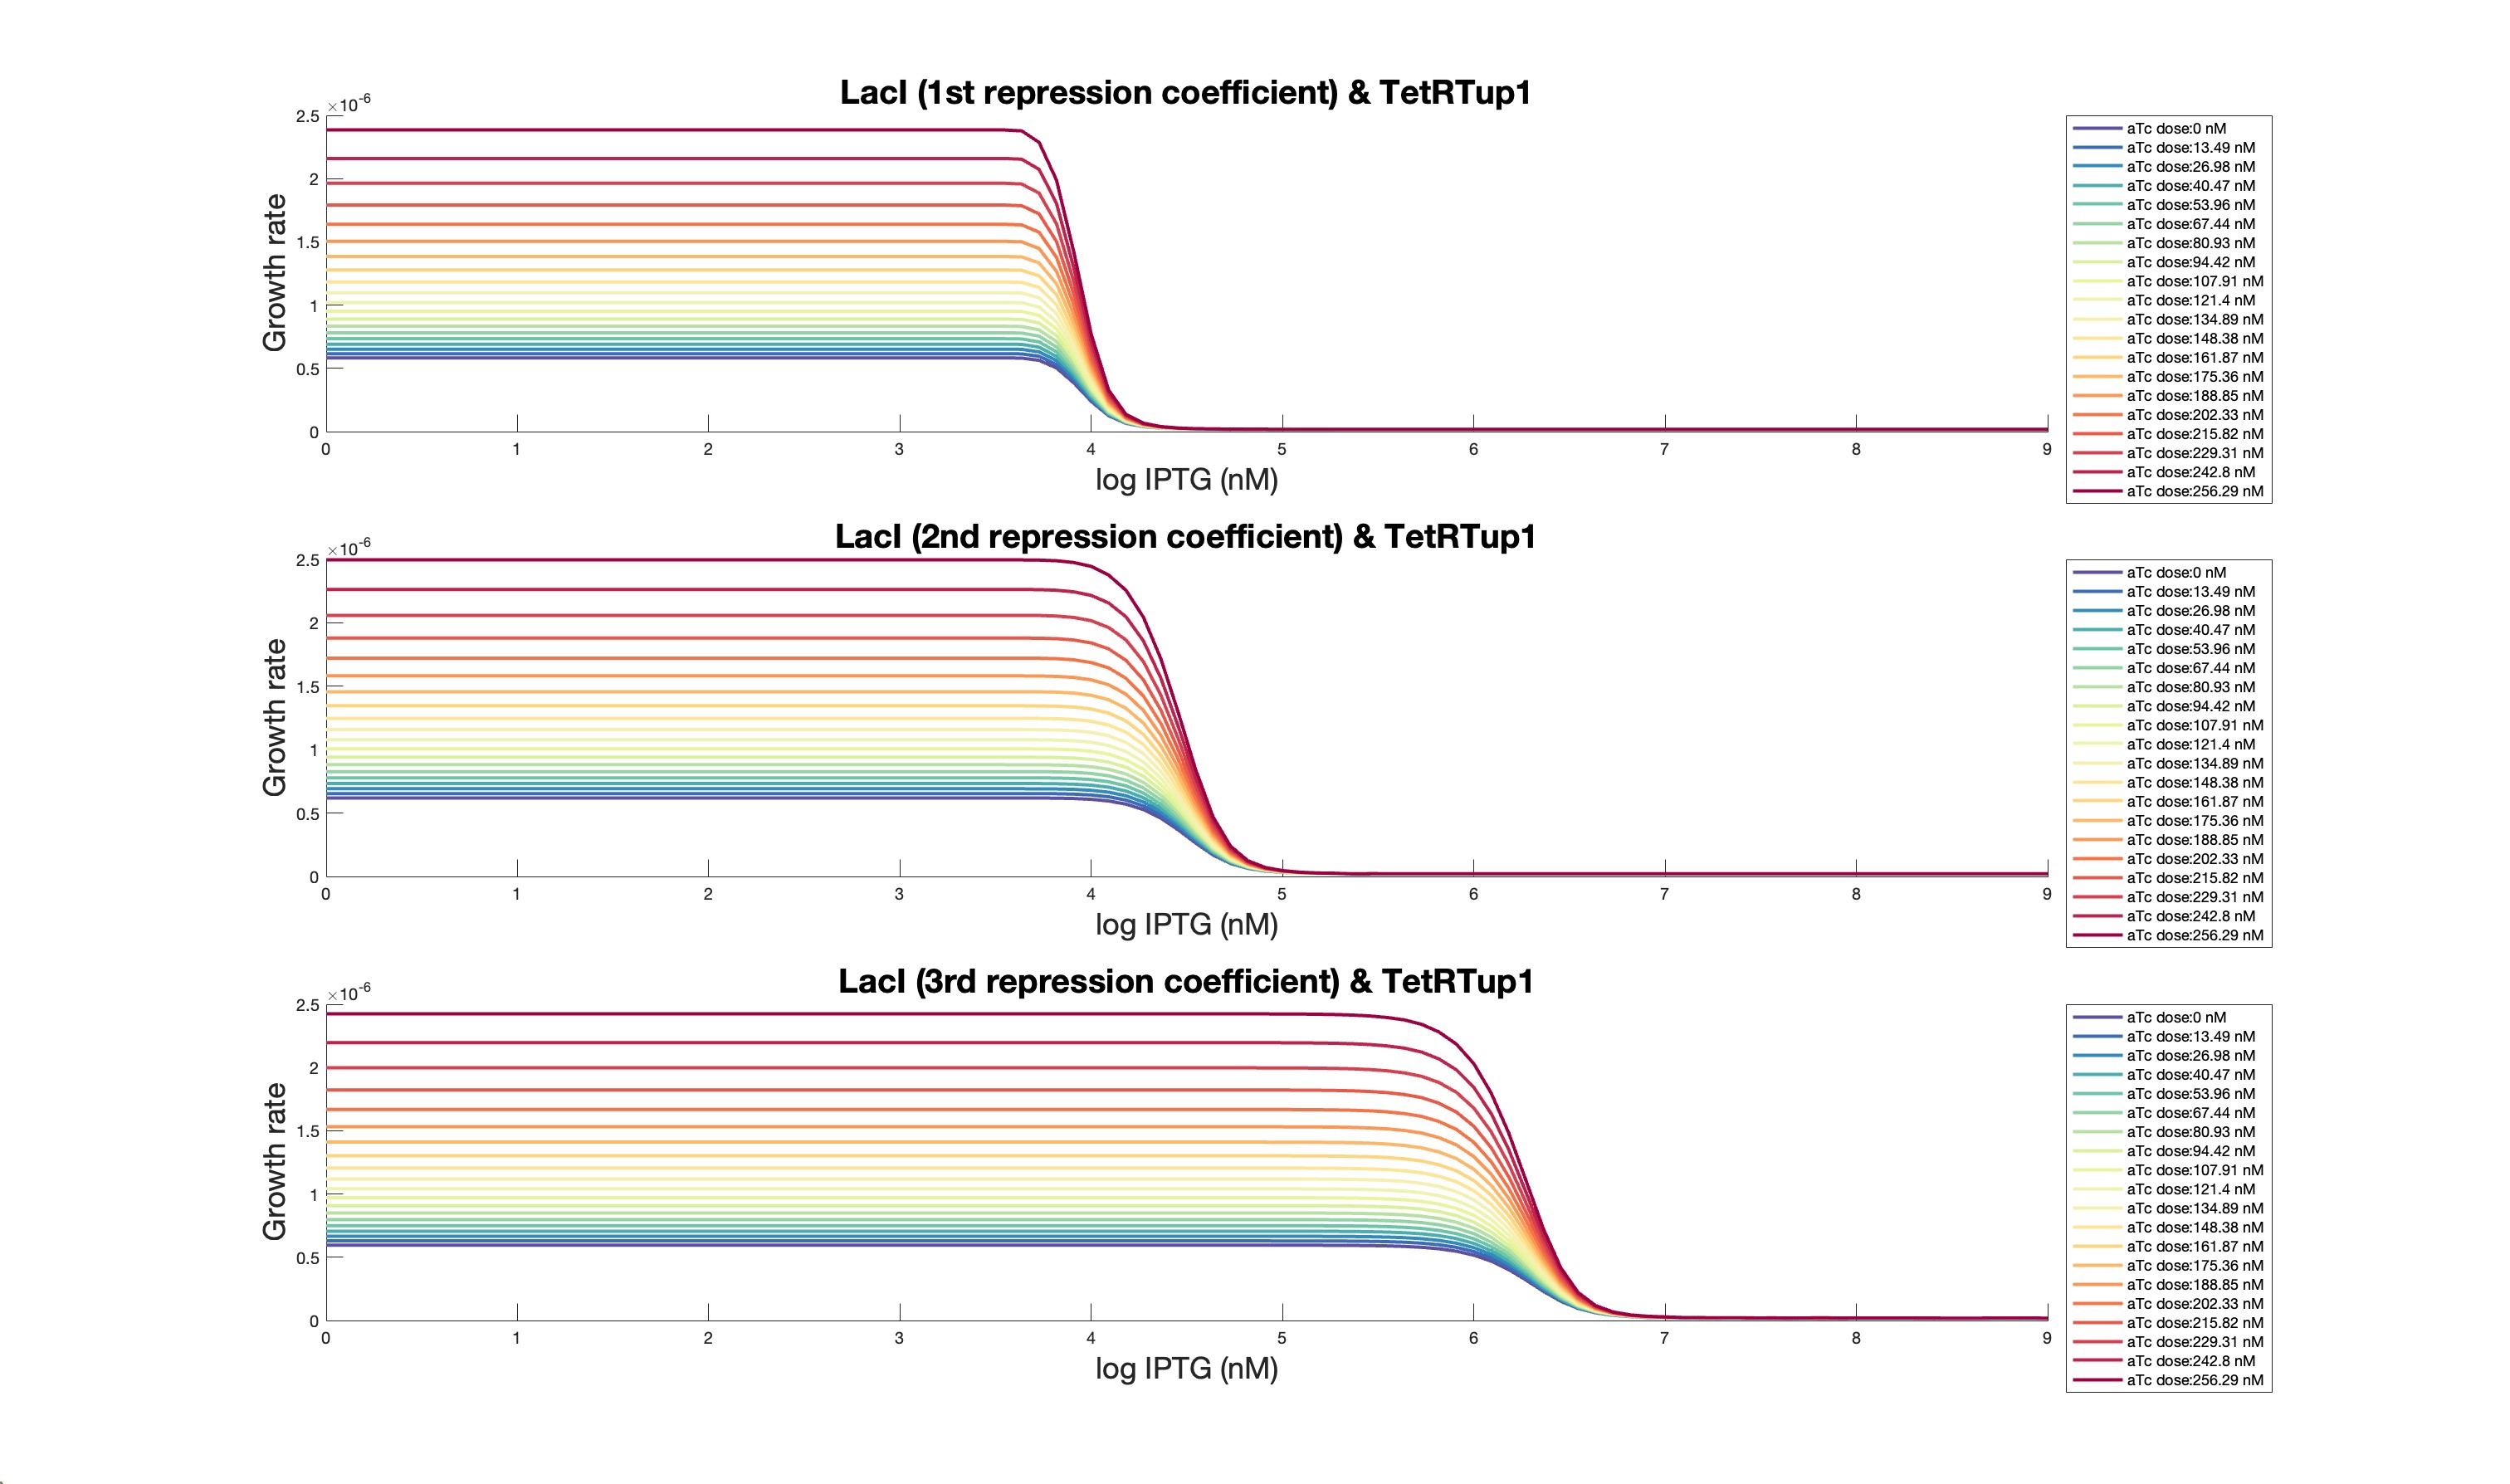 LacI (1st repression coefficient) & TetRTup1
×10-6
2.5
2
1.5
1
0.5
0
Growth rate
0 1 2 3 4 5 6 7 8 9
log IPTG (nM)
aTc dose:0 nM
aTc dose:13.49 nM
aTc dose:26.98 nM
aTc dose:40.47 nM
aTc dose:53.96 nM
aTc dose:67.44 nM
aTc dose:80.93 nM
aTc dose:94.42 nM
aTc dose:107.91 nM
aTc dose:121.4 nM
aTc dose:134.89 nM
aTc dose:148.38 nM
aTc dose:161.87 nM
aTc dose:175.36 nM
aTc dose:188.85 nM
aTc dose:202.33 nM
aTc dose:215.82 nM
aTc dose:229.31 nM
aTc dose:242.8 nM
aTc dose:256.29 nM
LacI (2nd repression coefficient) & TetRTup1
×10-6
2.5
2
1.5
1
0.5
0
Growth rate
0 1 2 3 4 5 6 7 8 9
log IPTG (nM)
aTc dose:0 nM
aTc dose:13.49 nM
aTc dose:26.98 nM
aTc dose:40.47 nM
aTc dose:53.96 nM
aTc dose:67.44 nM
aTc dose:80.93 nM
aTc dose:94.42 nM
aTc dose:107.91 nM
aTc dose:121.4 nM
aTc dose:134.89 nM
aTc dose:148.38 nM
aTc dose:161.87 nM
aTc dose:175.36 nM
aTc dose:188.85 nM
aTc dose:202.33 nM
aTc dose:215.82 nM
aTc dose:229.31 nM
aTc dose:242.8 nM
aTc dose:256.29 nM
LacI (3rd repression coefficient) & TetRTup1
×10-6
2.5
2
1.5
1
0.5
0
Growth rate
0 1 2 3 4 5 6 7 8 9
log IPTG (nM)
aTc dose:0 nM
aTc dose:13.49 nM
aTc dose:26.98 nM
aTc dose:40.47 nM
aTc dose:53.96 nM
aTc dose:67.44 nM
aTc dose:80.93 nM
aTc dose:94.42 nM
aTc dose:107.91 nM
aTc dose:121.4 nM
aTc dose:134.89 nM
aTc dose:148.38 nM
aTc dose:161.87 nM
aTc dose:175.36 nM
aTc dose:188.85 nM
aTc dose:202.33 nM
aTc dose:215.82 nM
aTc dose:229.31 nM
aTc dose:242.8 nM
aTc dose:256.29 nM